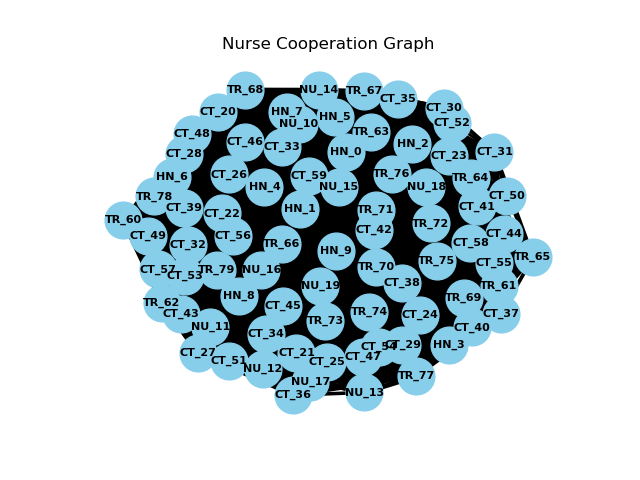 Nurse Cooperation Graph
TR_68
NU_14
TR_67
CT_35
CT_30
CT_20
HN_7
HN_5
NU_10
CT_52
CT_48
TR_63
CT_46
CT_33
HN_2
CT_28
HN_0
CT_23
CT_31
HN_6
CT_26
CT_59
TR_76
TR_64
HN_4
NU_15
NU_18
TR_78
CT_50
CT_39
CT_22
HN_1
TR_71
CT_41
TR_60
TR_72
CT_49
CT_56
CT_42
CT_44
CT_32
TR_66
HN_9
CT_58
TR_65
CT_57
CT_53
TR_79
NU_16
TR_70
TR_75
CT_55
CT_38
NU_19
TR_61
TR_62
HN_8
TR_69
CT_43
CT_45
TR_74
CT_24
CT_37
NU_11
TR_73
CT_40
CT_34
CT_27
CT_21
CT_54
CT_29
HN_3
CT_51
CT_25
CT_47
NU_12
TR_77
NU_17
CT_36
NU_13